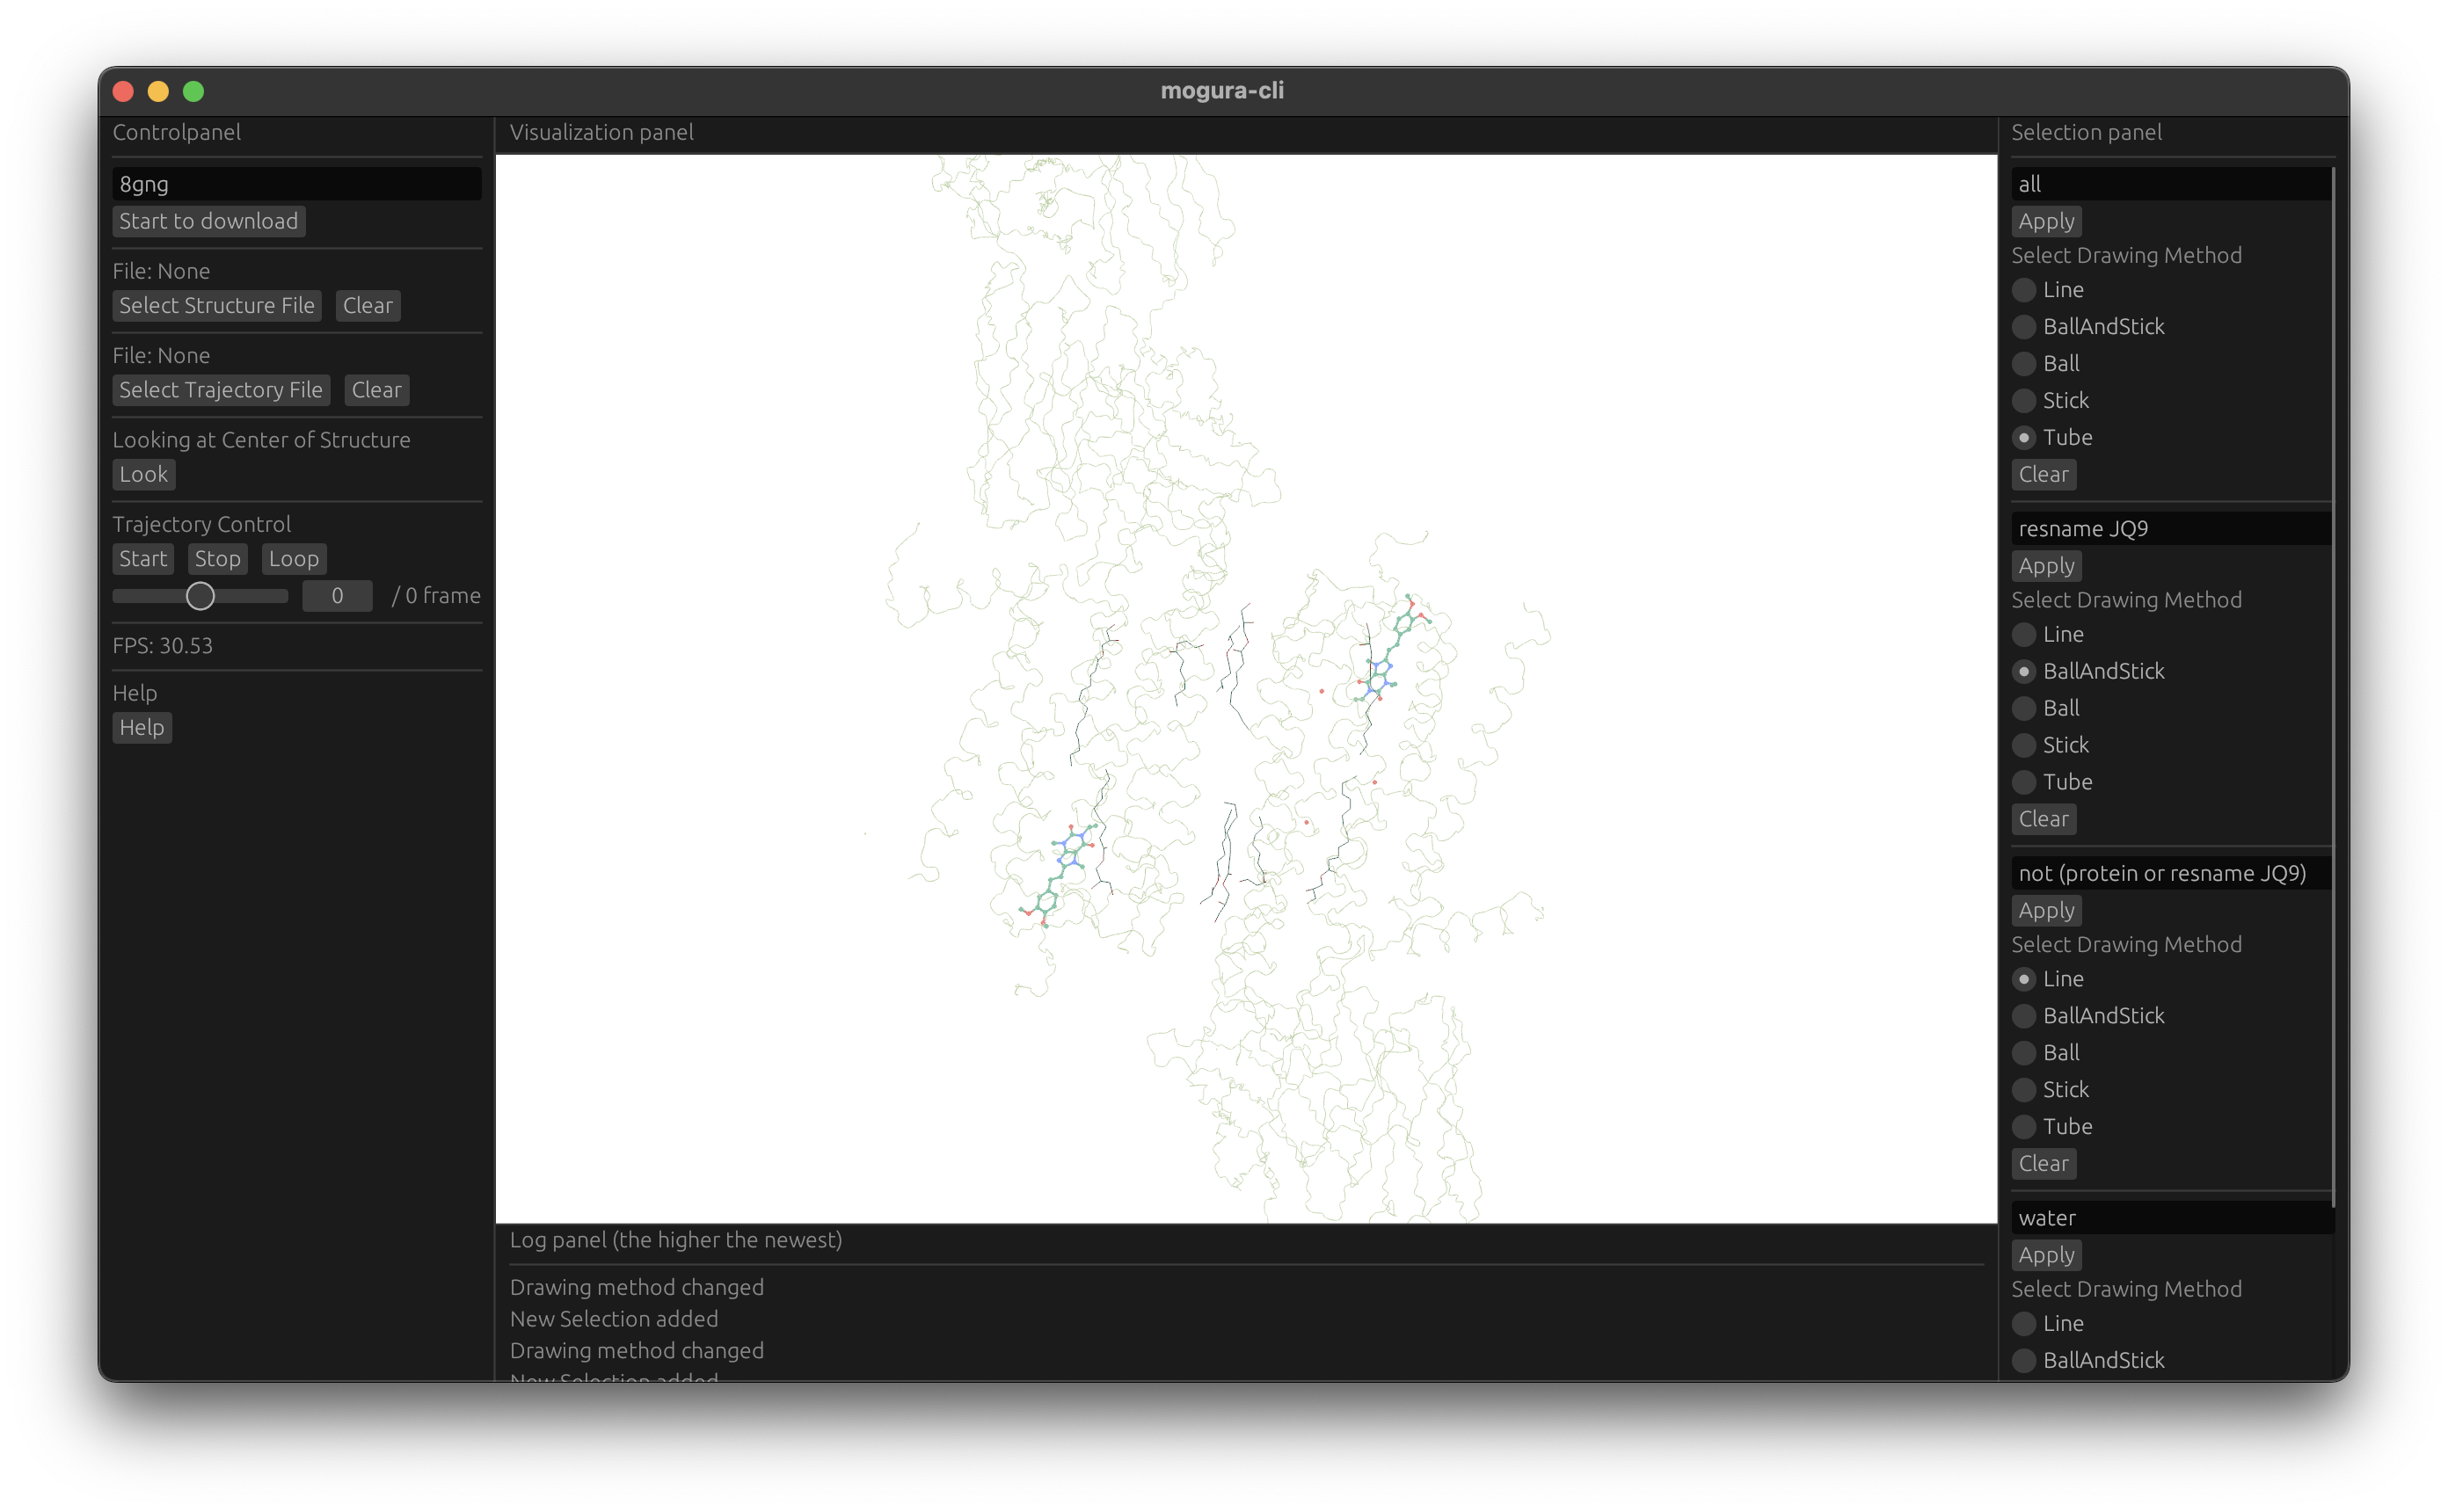 mogura-cli
Controlpanel
8gng
Start to download
File: None
Select Structure File Clear
File: None
Select Trajectory File Clear
Looking at Center of Structure
Look
Trajectory Control
Start Stop Loop
0 / 0 frame
FPS: 30.53
Help
Help
Visualization panel
Log panel (the higher the newest)
Drawing method changed
New Selection added
Drawing method changed
New Selection added
Selection panel
all
Apply
Select Drawing Method
Line
BallAndStick
Ball
Stick
Tube
Clear
resname JQ9
Apply
Select Drawing Method
Line
BallAndStick
Ball
Stick
Tube
Clear
not (protein or resname JQ9)
Apply
Select Drawing Method
Line
BallAndStick
Ball
Stick
Tube
Clear
water
Apply
Select Drawing Method
Line
BallAndStick